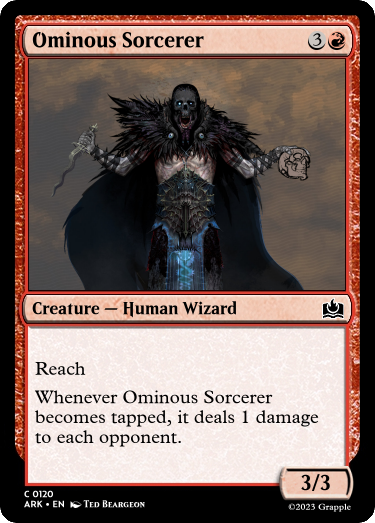 Ominous Sorcerer 3
Creature — Human Wizard
Reach
Whenever Ominous Sorcerer
becomes tapped, it deals 1 damage
to each opponent.
3/3
C 0120
ARK • EN Ted Beargeon
©2023 Grapple